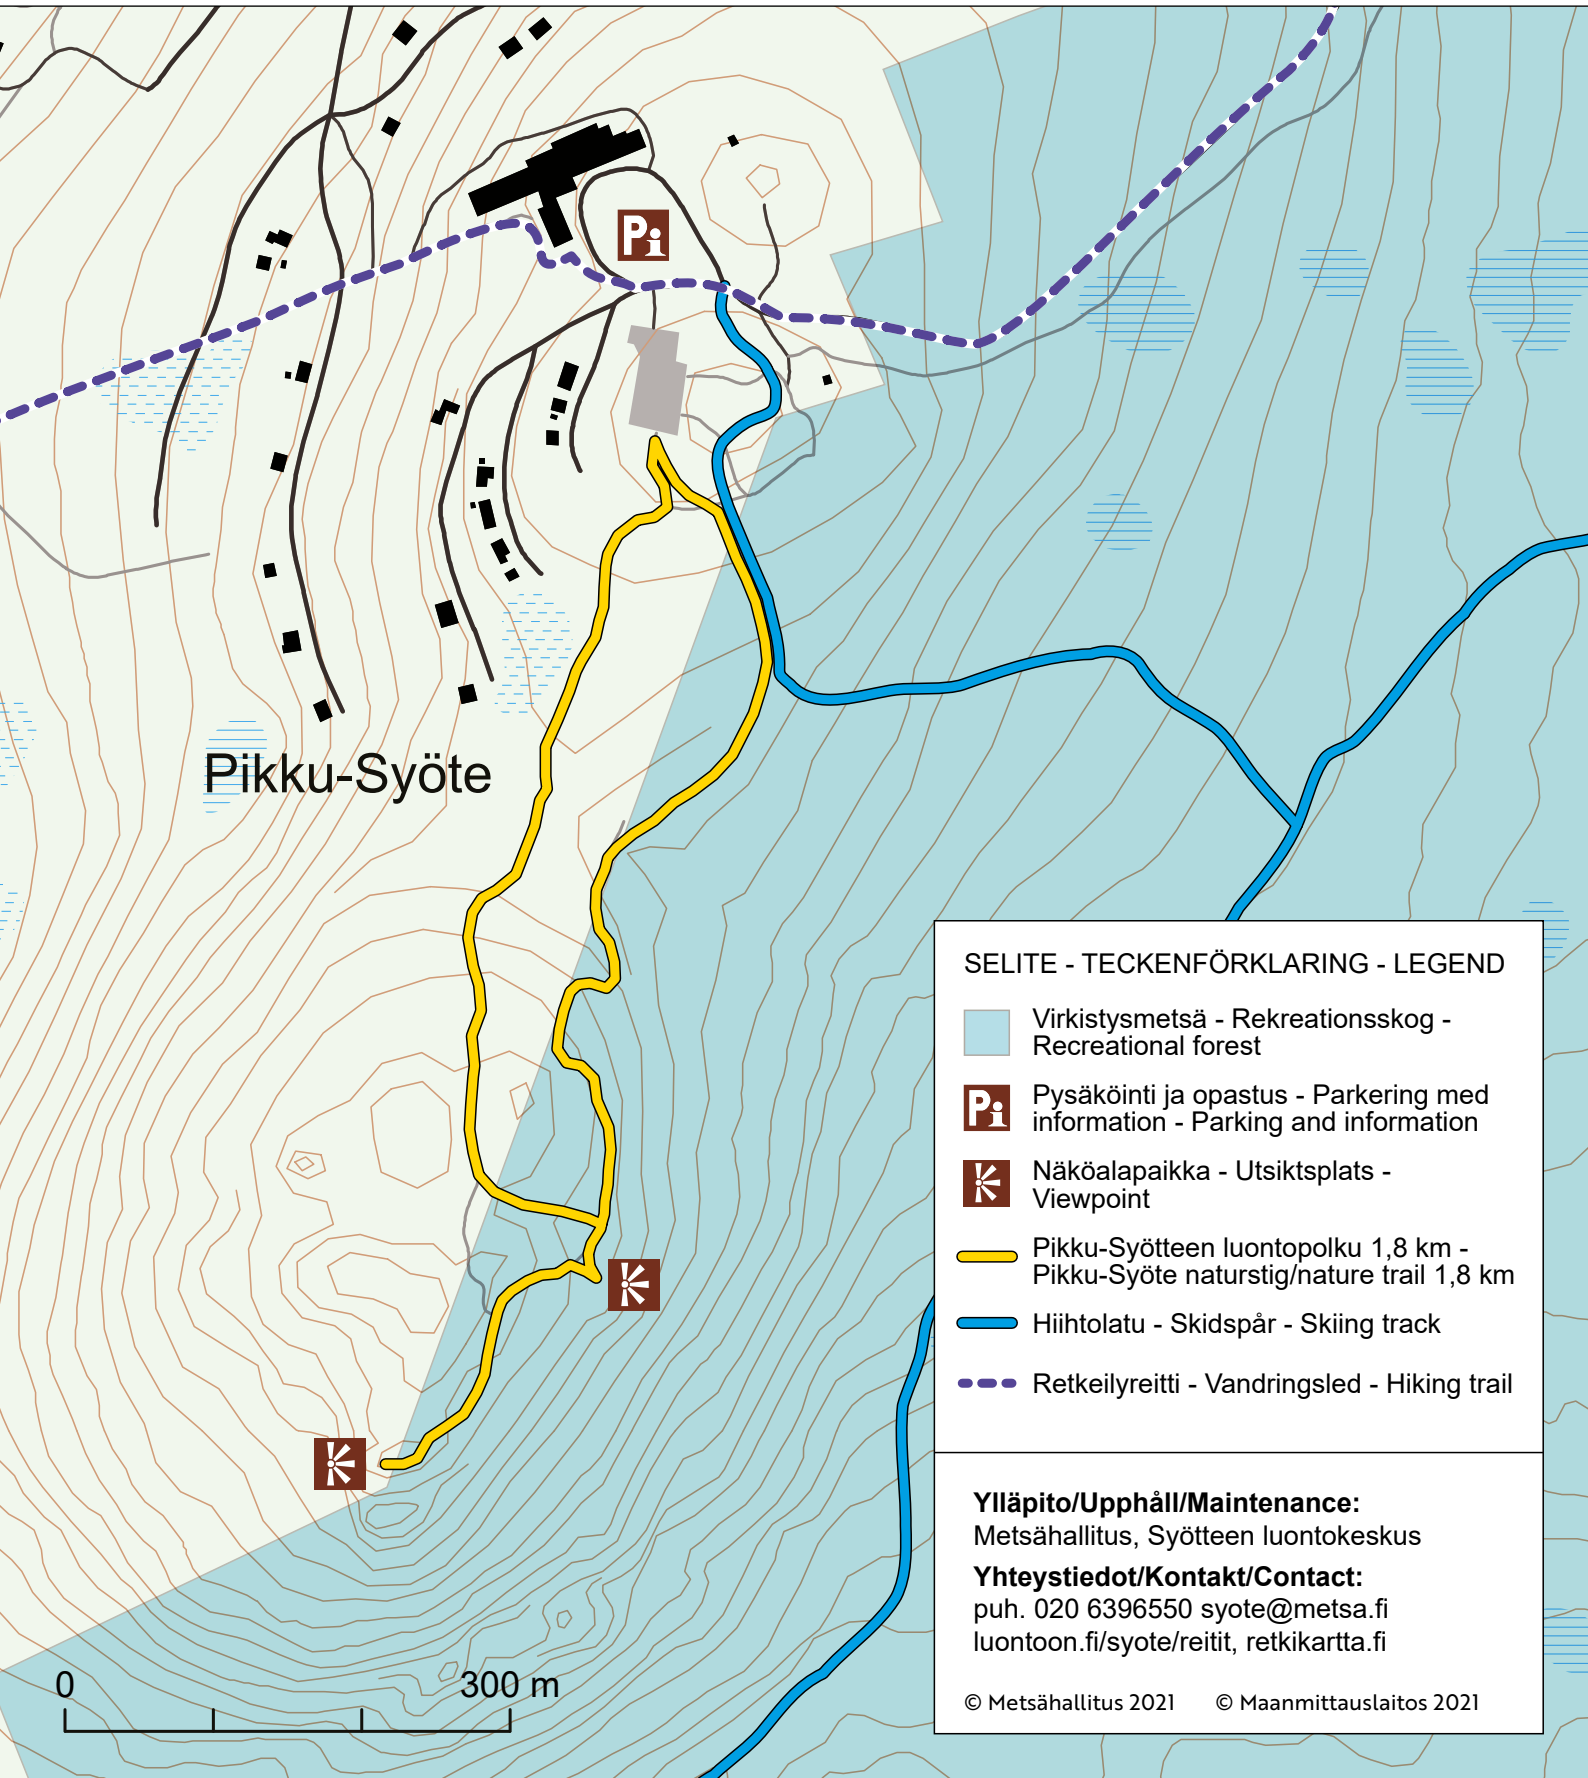 Pi
Pikku-Syöte
SELITE - TECKENFÖRKLARING - LEGEND
Virkistysmetsä - Rekreationsskog -
Recreational forest
Pi
Pysäköinti ja opastus - Parkering med
information - Parking and information
Näköalapaikka - Utsiktsplats -
Viewpoint
Pikku-Syötteen luontopolku 1,8 km -
Pikku-Syöte naturstig/nature trail 1,8 km
Hiihtolatu - Skidspår - Skiing track
Retkeilyreitti - Vandringsled - Hiking trail
Ylläpito/Upphåll/Maintenance:
Metsähallitus, Syötteen luontokeskus
Yhteystiedot/Kontakt/Contact:
puh. 020 6396550 syote@metsa.fi
luontoon.fi/syote/reitit, retkikartta.fi
© Metsähallitus 2021 © Maanmittauslaitos 2021
0 300 m